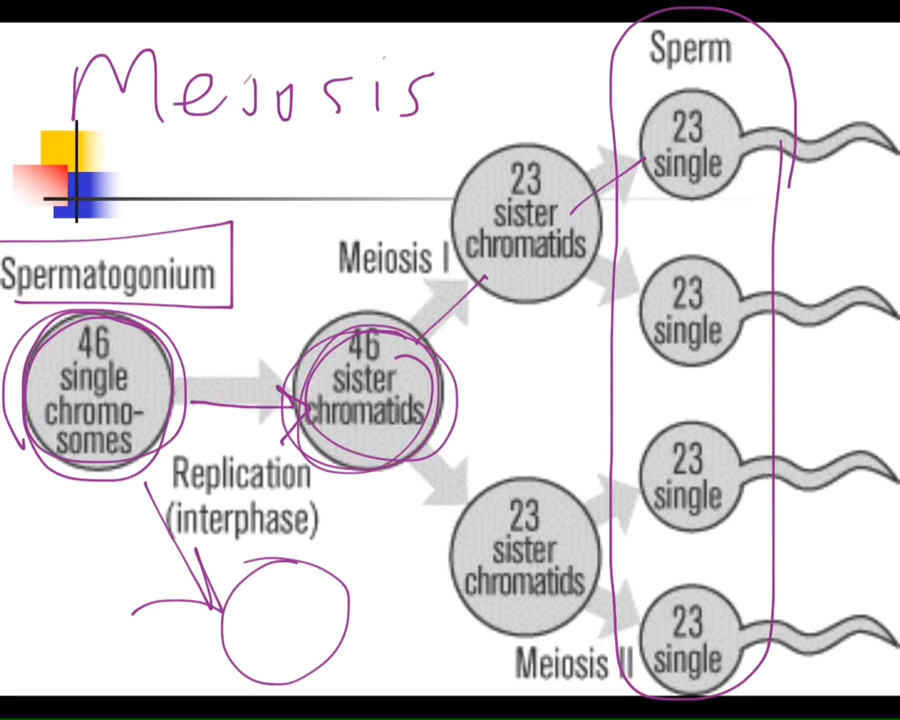 Meiosis
Sperm
23
single
23
sister
chromatids
Meiosis I
Spermatogonium
23
single
46
single
chromo-
somes
46
sister
chromatids
Replication
(interphase)
23
single
23
sister
chromatids
23
single
Meiosis II